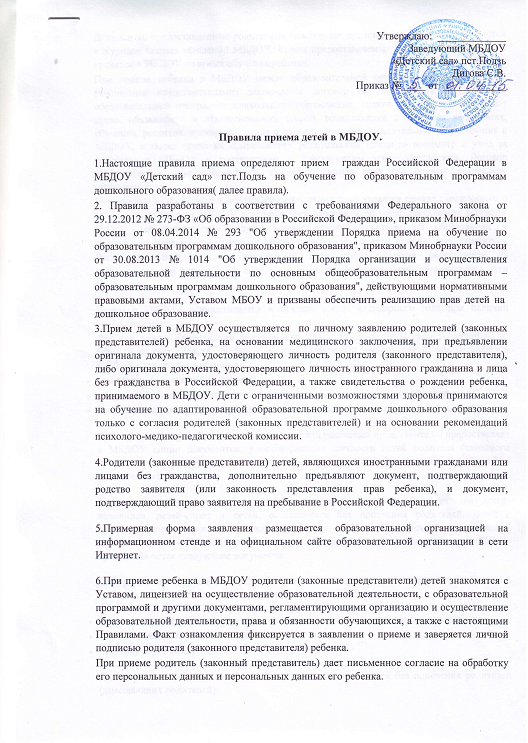 Утверждаю:
Заведующий МБДОУ
«Детский сад» пст.Подзь
Дигова С.В.
Приказ № от 01.04.15
Правила приема детей в МБДОУ.
1.Настоящие правила приема определяют прием граждан Российской Федерации в
МБДОУ «Детский сад» пст.Подзь на обучение по образовательным программам
дошкольного образования( далее правила).
2. Правила разработаны в соответствии с требованиями Федерального закона от
29.12.2012 № 273-ФЗ «Об образовании в Российской Федерации», приказом Минобрнауки
России от 08.04.2014 № 293 "Об утверждении Порядка приема на обучение по
образовательным программам дошкольного образования", приказом Минобрнауки России
от 30.08.2013 № 1014 "Об утверждении Порядка организации и осуществления
образовательной деятельности по основным общеобразовательным программам –
образовательным программам дошкольного образования", действующими нормативными
правовыми актами, Уставом МБОУ и призваны обеспечить реализацию прав детей на
дошкольное образование.
3.Прием детей в МБДОУ осуществляется по личному заявлению родителей (законных
представителей) ребенка, на основании медицинского заключения, при предъявлении
оригинала документа, удостоверяющего личность родителя (законного представителя),
либо оригинала документа, удостоверяющего личность иностранного гражданина и лица
без гражданства в Российской Федерации, а также свидетельства о рождении ребенка,
принимаемого в МБДОУ. Дети с ограниченными возможностями здоровья принимаются
на обучение по адаптированной образовательной программе дошкольного образования
только с согласия родителей (законных представителей) и на основании рекомендаций
психолого-медико-педагогической комиссии.
4.Родители (законные представители) детей, являющихся иностранными гражданами или
лицами без гражданства, дополнительно предъявляют документ, подтверждающий
родство заявителя (или законность представления прав ребенка), и документ,
подтверждающий право заявителя на пребывание в Российской Федерации.
5.Примерная форма заявления размещается образовательной организацией на
информационном стенде и на официальном сайте образовательной организации в сети
Интернет.
6.При приеме ребенка в МБДОУ родители (законные представители) детей знакомятся с
Уставом, лицензией на осуществление образовательной деятельности, с образовательной
программой и другими документами, регламентирующими организацию и осуществление
образовательной деятельности, права и обязанности обучающихся, а также с настоящими
Правилами. Факт ознакомления фиксируется в заявлении о приеме и заверяется личной
подписью родителя (законного представителя) ребенка.
При приеме родитель (законный представитель) дает письменное согласие на обработку
его персональных данных и персональных данных его ребенка.